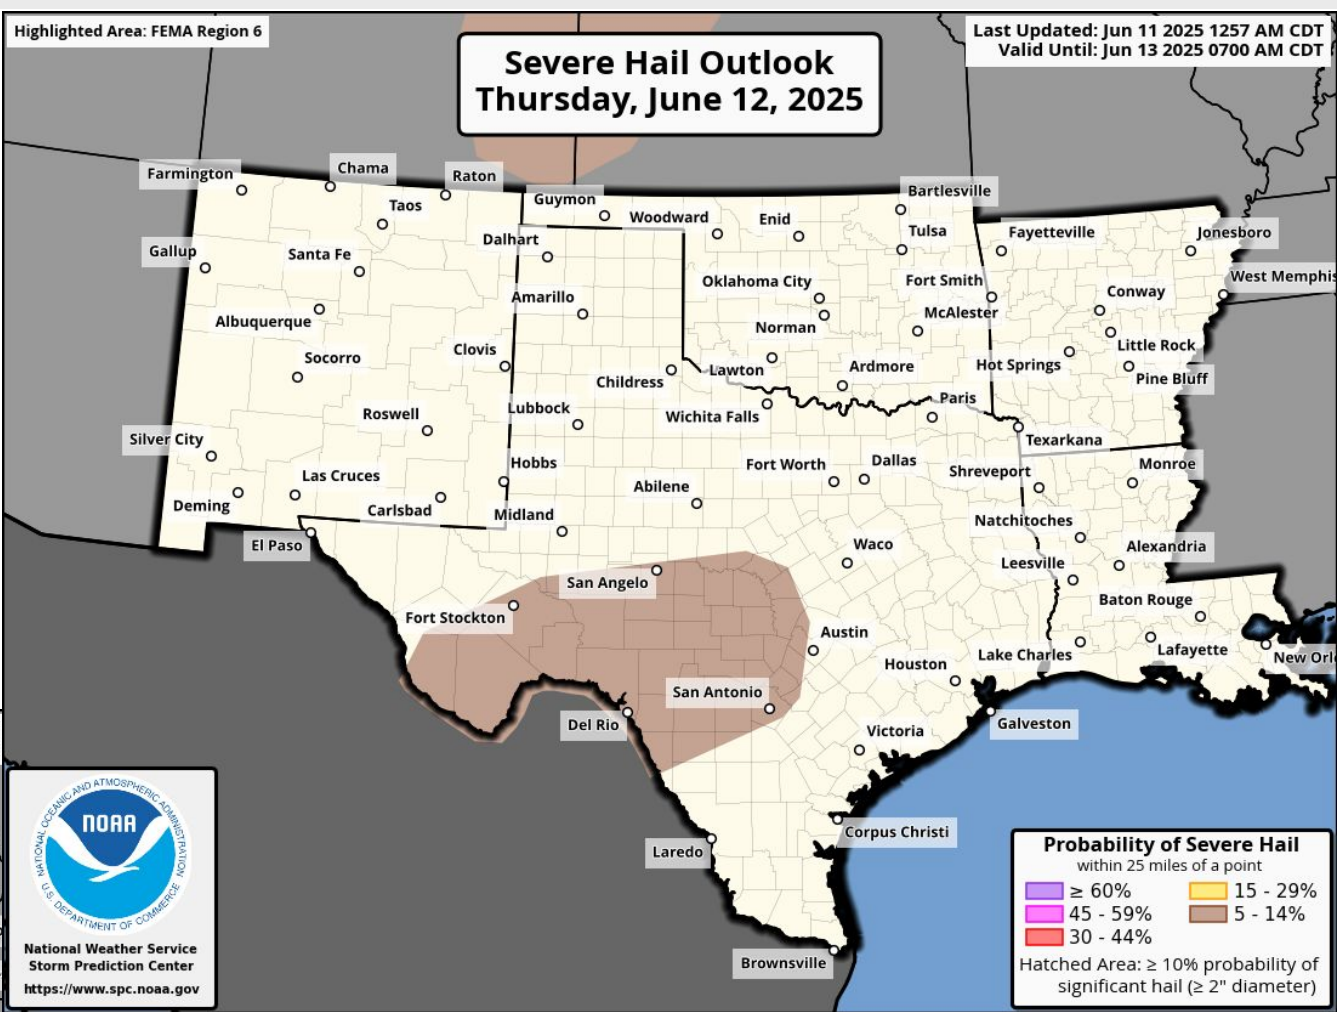 Highlighted Area: FEMA Region 6
Last Updated: Jun 11 2025 1257 AM CDT
Valid Until: Jun 13 2025 0700 AM CDT
Severe Hail Outlook
Thursday, June 12, 2025
Farmington
Chama
Raton
Taos
Guymon
Woodward
Enid
Bartlesville
Tulsa
Fayetteville
Jonesboro
Gallup
Santa Fe
Dalhart
Oklahoma City
Fort Smith
West Memphis
Amarillo
Conway
Albuquerque
Norman
McAlester
Little Rock
Socorro
Clovis
Childress
Lawton
Ardmore
Hot Springs
Pine Bluff
Roswell
Lubbock
Wichita Falls
Paris
Silver City
Texarkana
Las Cruces
Hobbs
Fort Worth
Dallas
Shreveport
Monroe
Deming
Carlsbad
Midland
Abilene
Natchitoches
El Paso
Waco
Alexandria
San Angelo
Leesville
Fort Stockton
Baton Rouge
Austin
Lake Charles
Lafayette
New Orl
Houston
San Antonio
Del Rio
Victoria
Galveston
Corpus Christi
Laredo
Brownsville
NATIONAL OCEANIC AND ATMOSPHERIC ADMINISTRATION
NOAA
U.S. DEPARTMENT OF COMMERCE
National Weather Service
Storm Prediction Center
https://www.spc.noaa.gov
Probability of Severe Hail
within 25 miles of a point
≥ 60%
15 - 29%
45 - 59%
5 - 14%
30 - 44%
Hatched Area: ≥ 10% probability of
significant hail (≥ 2" diameter)